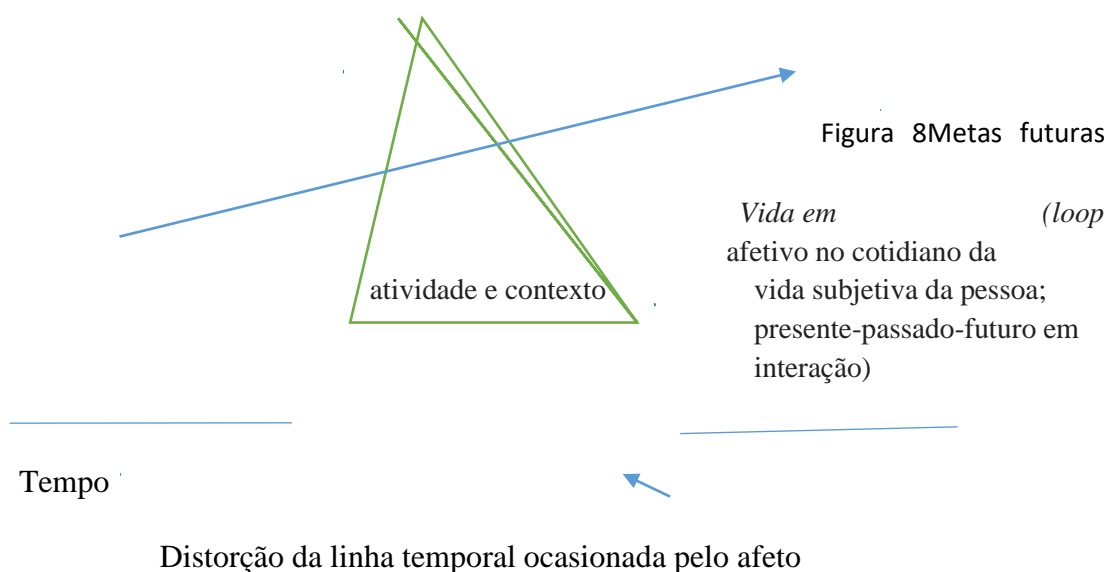 Figura 8Metas futuras
Vida em (loop
afetivo no cotidiano da
vida subjetiva da pessoa;
atividade e contexto
presente-passado-futuro em
interação)
Tempo
Distorção da linha temporal ocasionada pelo afeto